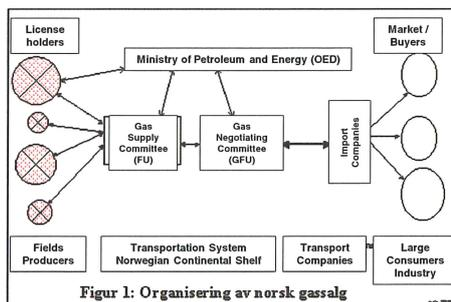 License
holders
Market /
Buyers
Ministry of Petroleum and Energy (OED)
Gas
Supply
Committee
(FU)
Gas
Negotiating
Committee
(GFU)
Import
Companies
Fields
Producers
Transportation System
Norwegian Continental Shelf
Transport
Companies
Large
Consumers
Industry
Figur 1: Organisering av norsk gassalg